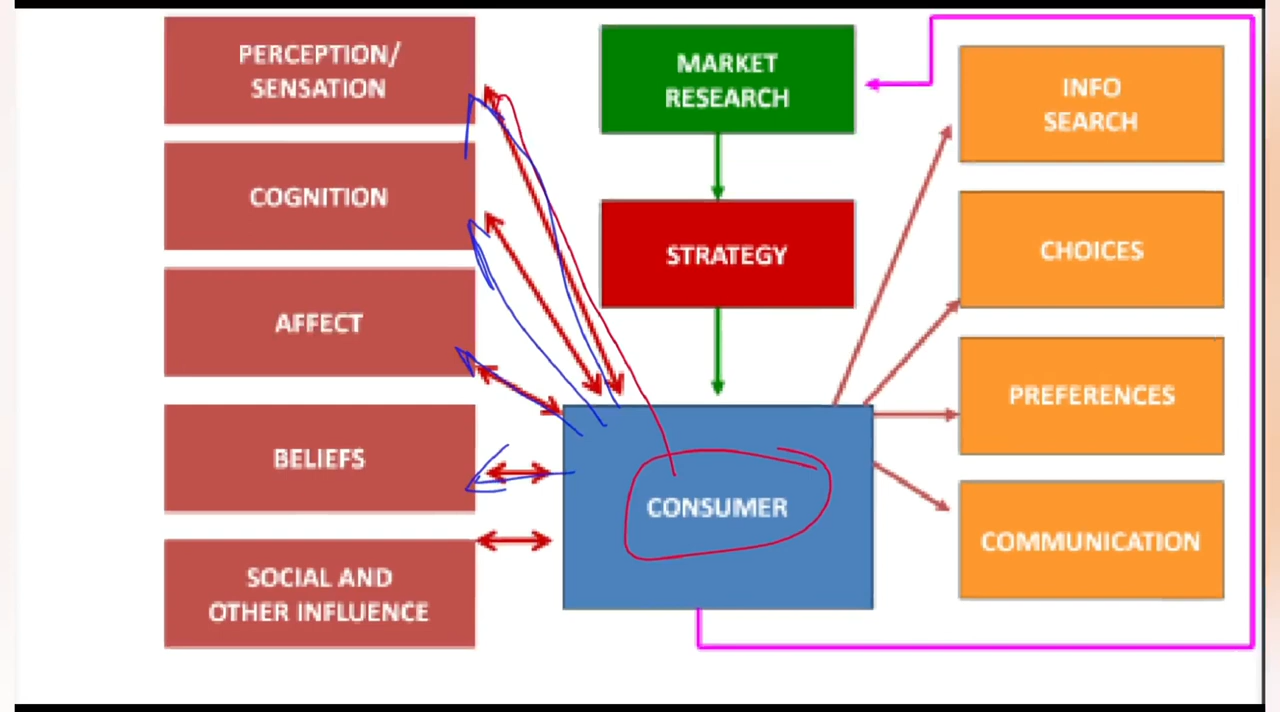 PERCEPTION/
SENSATION
COGNITION
AFFECT
BELIEFS
SOCIAL AND
OTHER INFLUENCE
MARKET
RESEARCH
STRATEGY
CONSUMER
INFO
SEARCH
CHOICES
PREFERENCES
COMMUNICATION